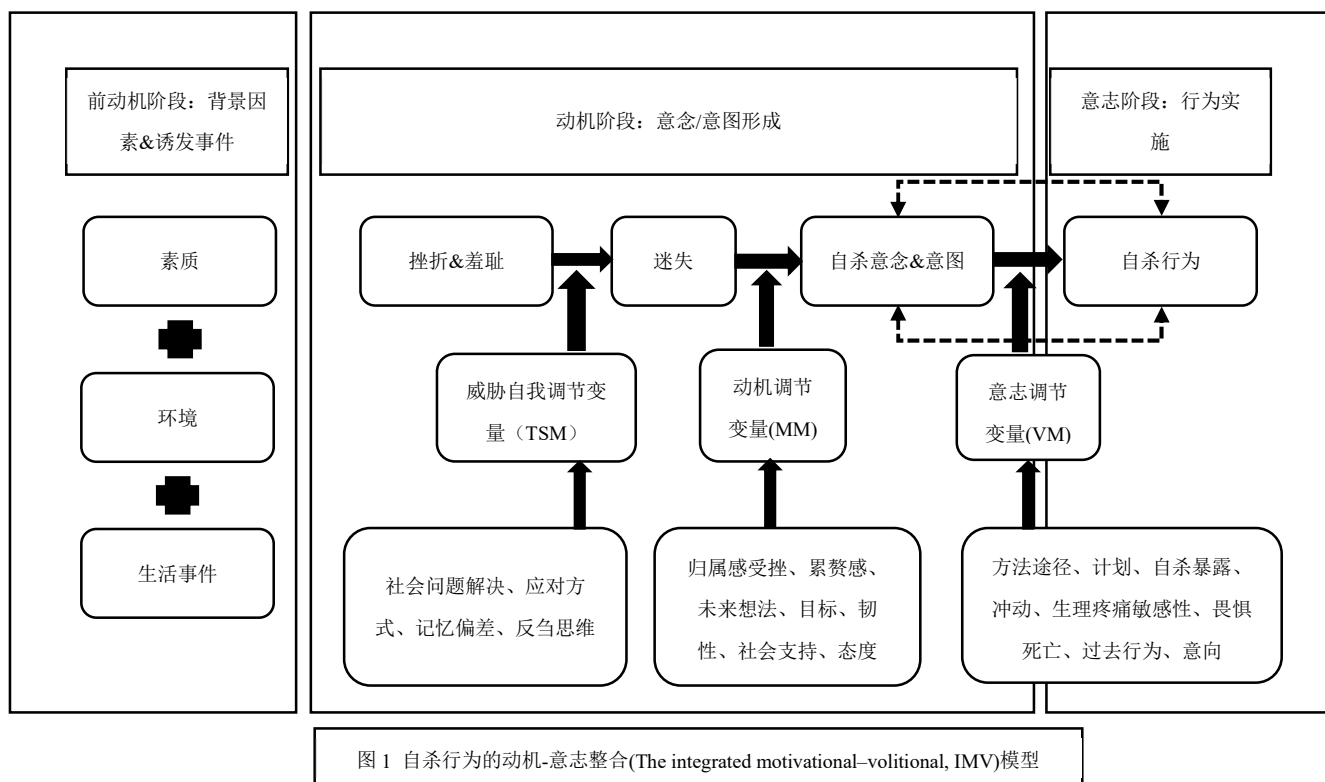 前动机阶段：背景因
素&诱发事件
动机阶段：意念/意图形成
意志阶段：行为实
施
素质
挫折&羞耻
迷失
自杀意念&意图
自杀行为
环境
威胁自我调节变
量（TSM）
动机调节
变量(MM)
意志调节
变量(VM)
生活事件
社会问题解决、应对方
式、记忆偏差、反刍思维
归属感受挫、累赘感、
未来想法、目标、韧
性、社会支持、态度
方法途径、计划、自杀暴露、
冲动、生理疼痛敏感性、畏惧
死亡、过去行为、意向
图 1 自杀行为的动机-意志整合(The integrated motivational–volitional, IMV)模型